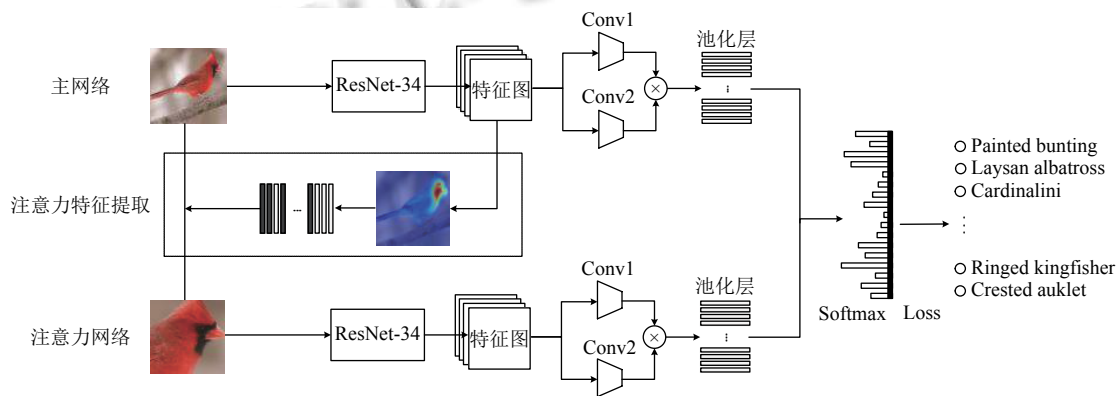 主网络
ResNet-34
特征图
Conv1
Conv2
×
池化层
...
注意力特征提取
...
注意力网络
ResNet-34
特征图
Conv1
Conv2
×
池化层
...
Softmax
Loss
Painted bunting
Laysan albatross
Cardinalini
...
Ringed kingfisher
Crested auklet